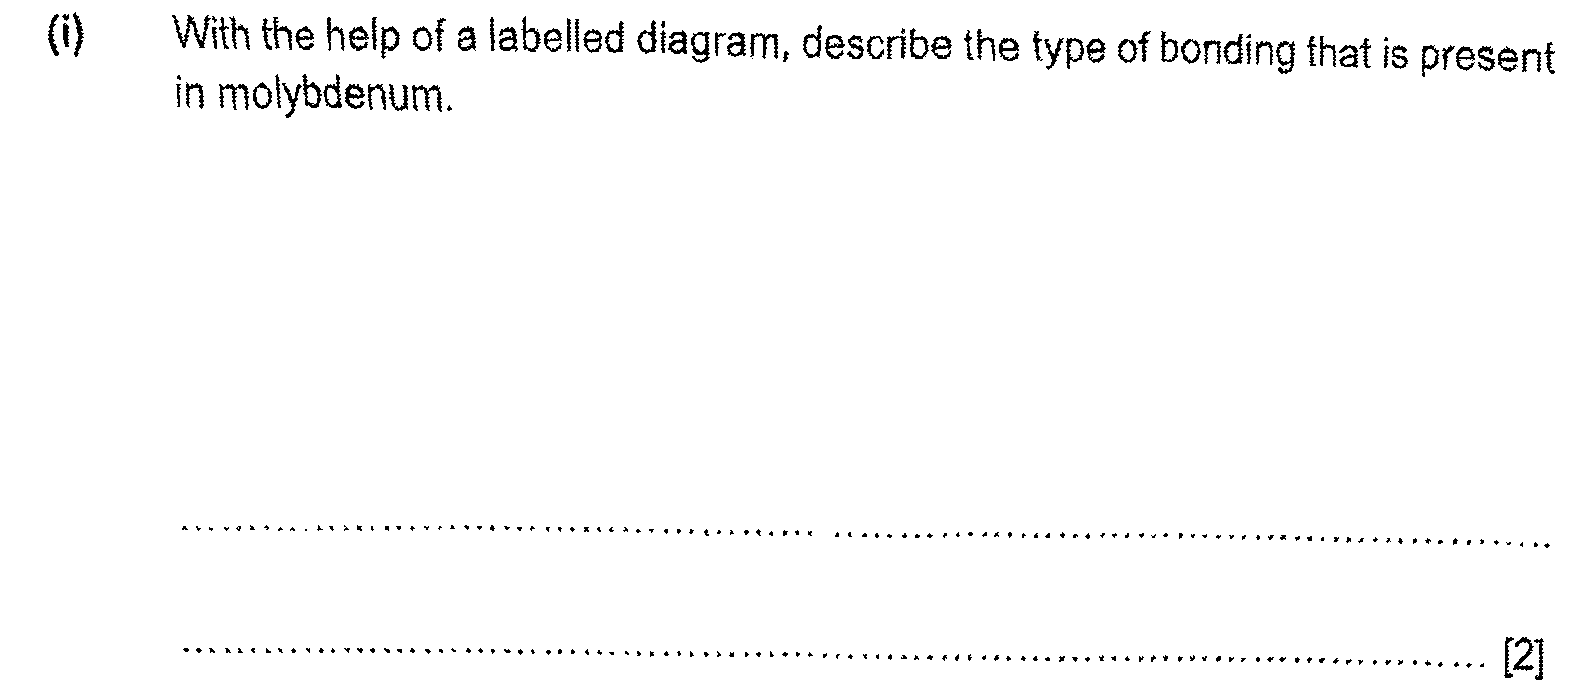 (i) With the help of a labelled diagram, describe the type of bonding that is present
in molybdenum.
[2]